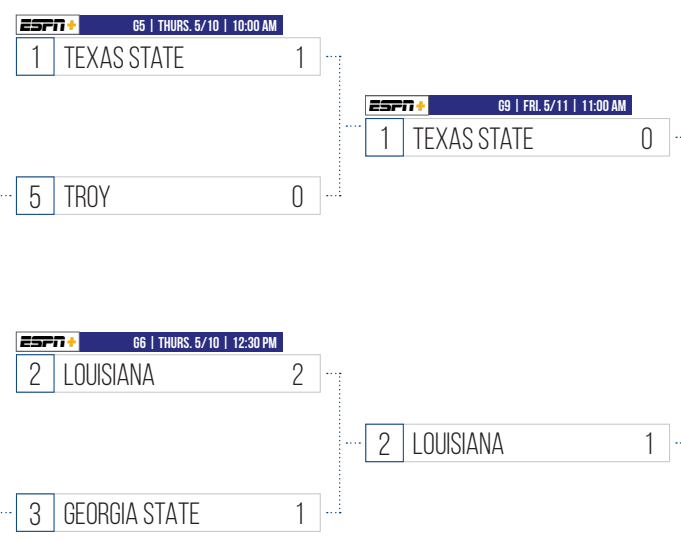 ESPN+ G5 | THURS. 5/10 | 10:00 AM
1 TEXAS STATE 1
5 TROY 0
ESPN+ G9 | FRI. 5/11 | 11:00 AM
1 TEXAS STATE 0
ESPN+ G6 | THURS. 5/10 | 12:30 PM
2 LOUISIANA 2
3 GEORGIA STATE 1
2 LOUISIANA 1